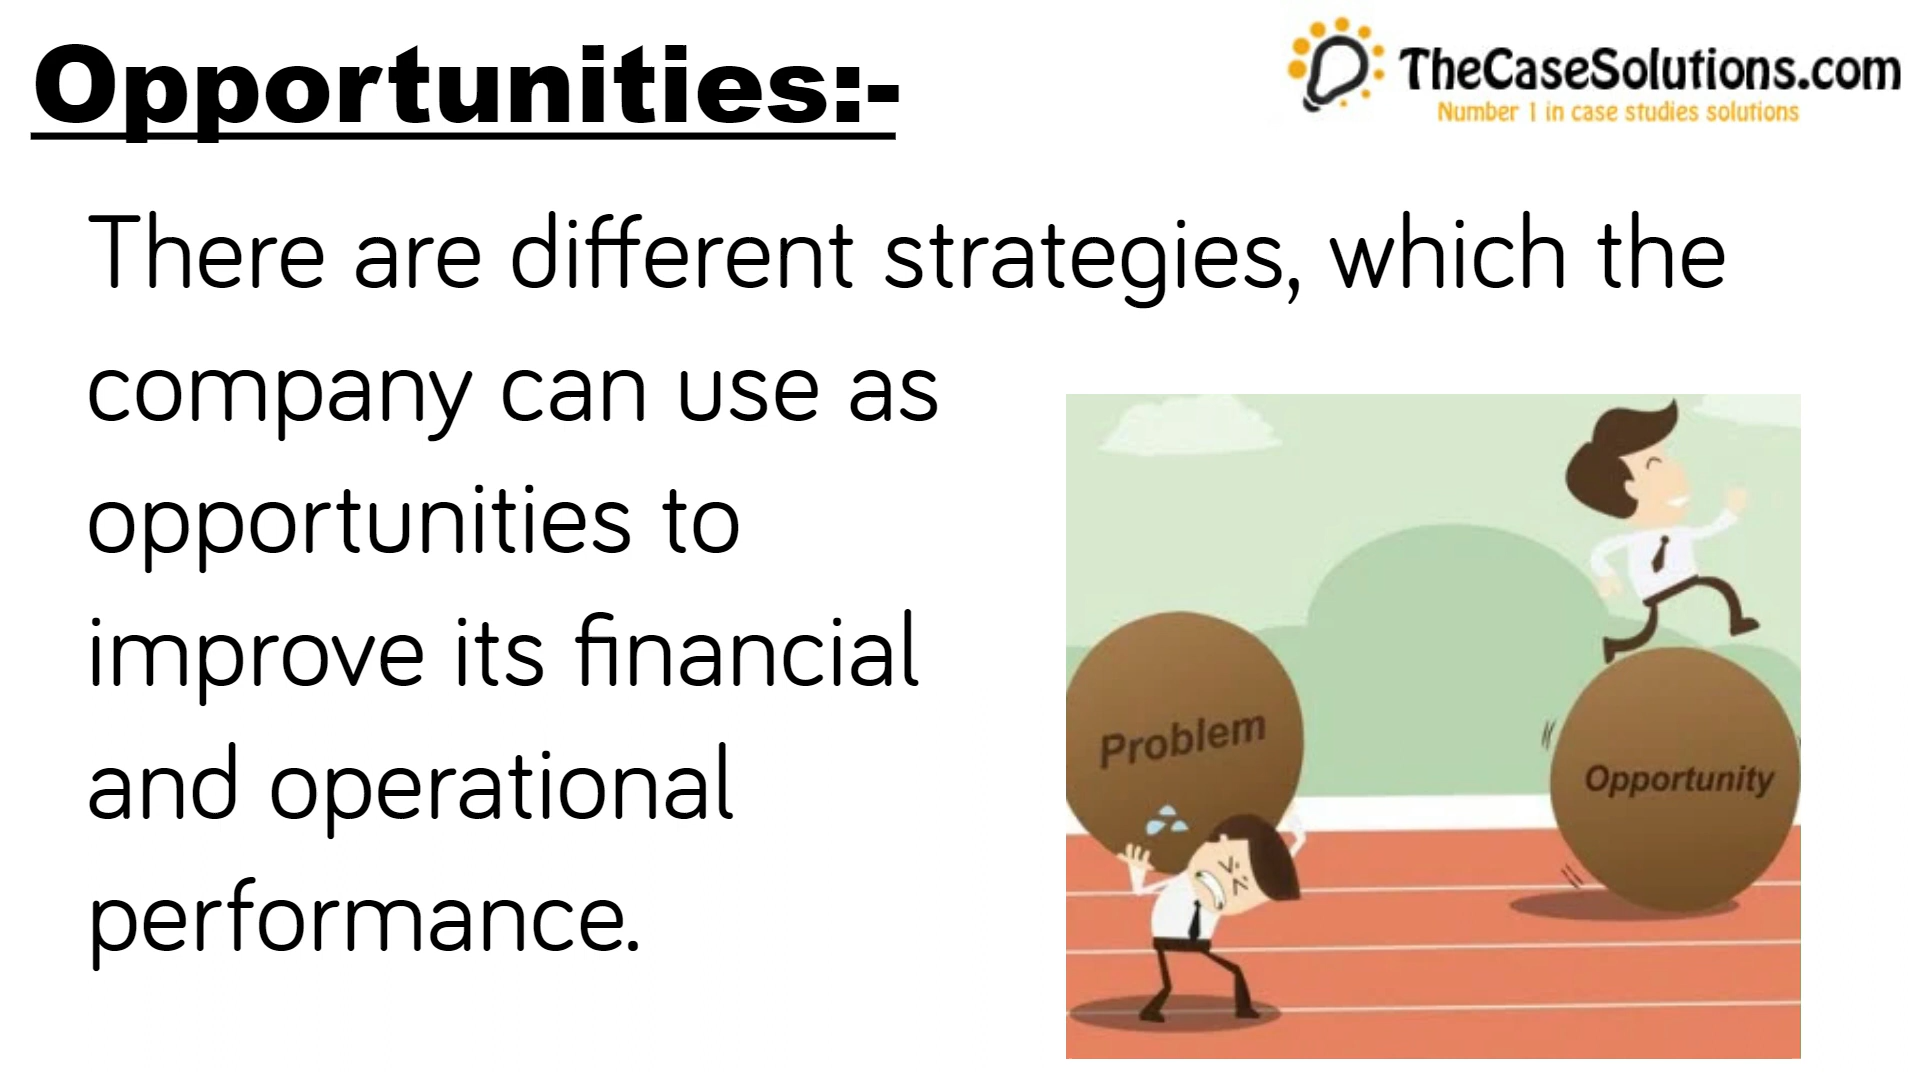 Opportunities:-
TheCaseSolutions.com
Number 1 in case studies solutions
There are different strategies, which the
company can use as
opportunities to
improve its financial
and operational
performance.
Problem
Opportunity